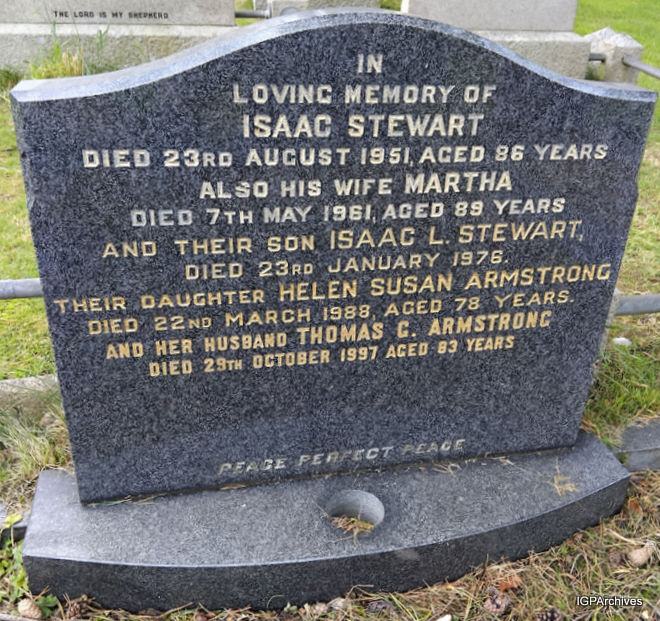 THE LORD IS MY SHEPHERD
IN
LOVING MEMORY OF
ISAAC STEWART
DIED 23RD AUGUST 1951, AGED 86 YEARS
ALSO HIS WIFE MARTHA
DIED 7TH MAY 1961, AGED 89 YEARS
AND THEIR SON ISAAC L. STEWART,
DIED 23RD JANUARY 1976.
THEIR DAUGHTER HELEN SUSAN ARMSTRONG
DIED 22ND MARCH 1988, AGED 78 YEARS.
AND HER HUSBAND THOMAS G. ARMSTRONG
DIED 29TH OCTOBER 1997 AGED 83 YEARS
PEACE PERFECT PEACE
IGPArchives